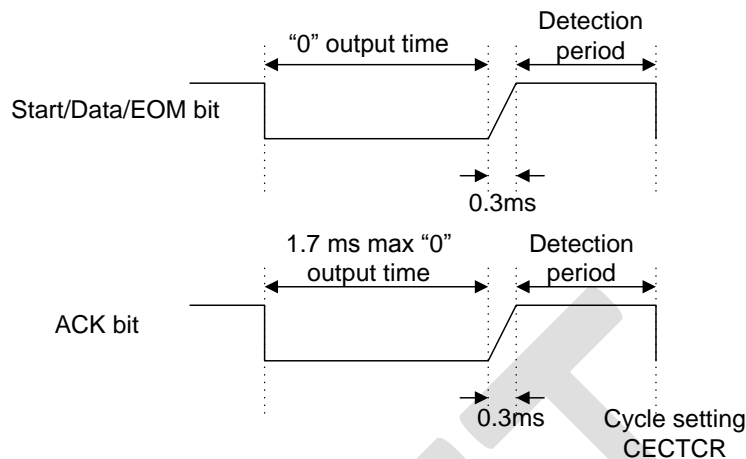 “0” output time
Detection
period
Start/Data/EOM bit
0.3ms
1.7 ms max “0”
output time
Detection
period
ACK bit
0.3ms
Cycle setting
CECTCR